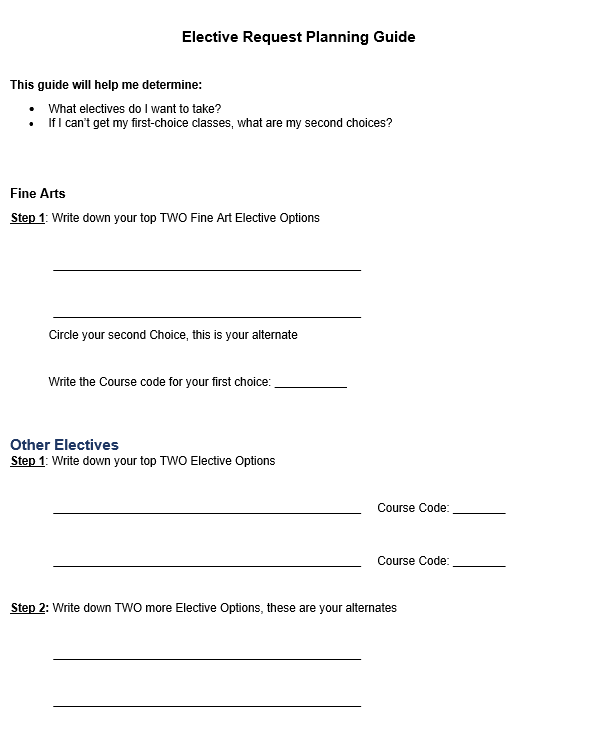 Elective Request Planning Guide
This guide will help me determine:
• What electives do I want to take?
• If I can't get my first-choice classes, what are my second choices?
Fine Arts
Step 1: Write down your top TWO Fine Art Elective Options
Circle your second Choice, this is your alternate
Write the Course code for your first choice: ___________
Other Electives
Step 1: Write down your top TWO Elective Options
Course Code: ________
Course Code: ________
Step 2: Write down TWO more Elective Options, these are your alternates